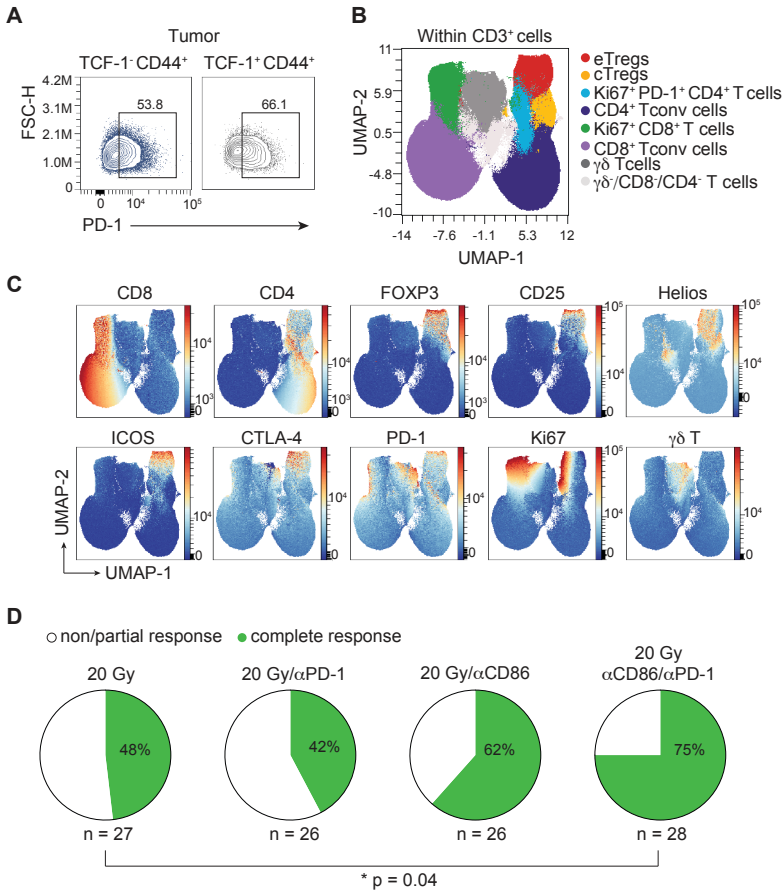 A
Tumor
TCF-1⁻ CD44⁺ TCF-1⁺ CD44⁺
FSC-H
4.2M
3.1M
2.1M
1.0M
0
53.8
66.1
0 10⁴ 10⁵
PD-1
B
Within CD3⁺ cells
UMAP-2
11
5.9
0.5
-4.8
-10
-14 -7.6 -1.1 5.3 12
UMAP-1
eTregs
cTregs
Ki67⁺ PD-1⁺ CD4⁺ T cells
CD4⁺ Tconv cells
Ki67⁺ CD8⁺ T cells
CD8⁺ Tconv cells
γδ Tcells
γδ⁻/CD8⁻/CD4⁻ T cells
C
CD8 CD4 FOXP3 CD25 Helios
10⁴ 0
10⁴ 10³ 0
10⁴ 0
10⁵ 10⁴ 0
10⁵ 10⁴ 10³
ICOS CTLA-4 PD-1 Ki67 γδ T
10⁴ 0
10⁴ 0
10⁴ 0
10⁵ 10⁴ 0
10⁴ 0
UMAP-2
UMAP-1
D
non/partial response complete response
20 Gy
48%
n = 27
20 Gy/αPD-1
42%
n = 26
20 Gy/αCD86
62%
n = 26
20 Gy
αCD86/αPD-1
75%
n = 28
* p = 0.04